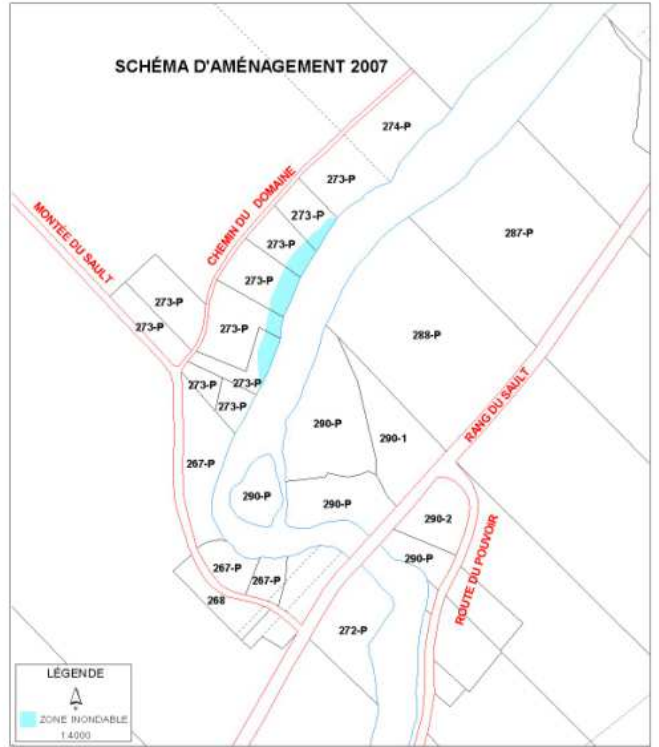 SCHÉMA D'AMÉNAGEMENT 2007
274-P
273-P
CHEMIN DU DOMAINE
273-P
MONTÉE DU SAULT
273-P
287-P
273-P
273-P
273-P
273-P
288-P
273-P
273-P
273-P
290-P
RANG DU SAULT
290-1
267-P
290-P
290-P
290-2
ROUTE DU POUVOIR
290-P
267-P
267-P
268
272-P
LÉGENDE
ZONE INONDABLE
1:4000